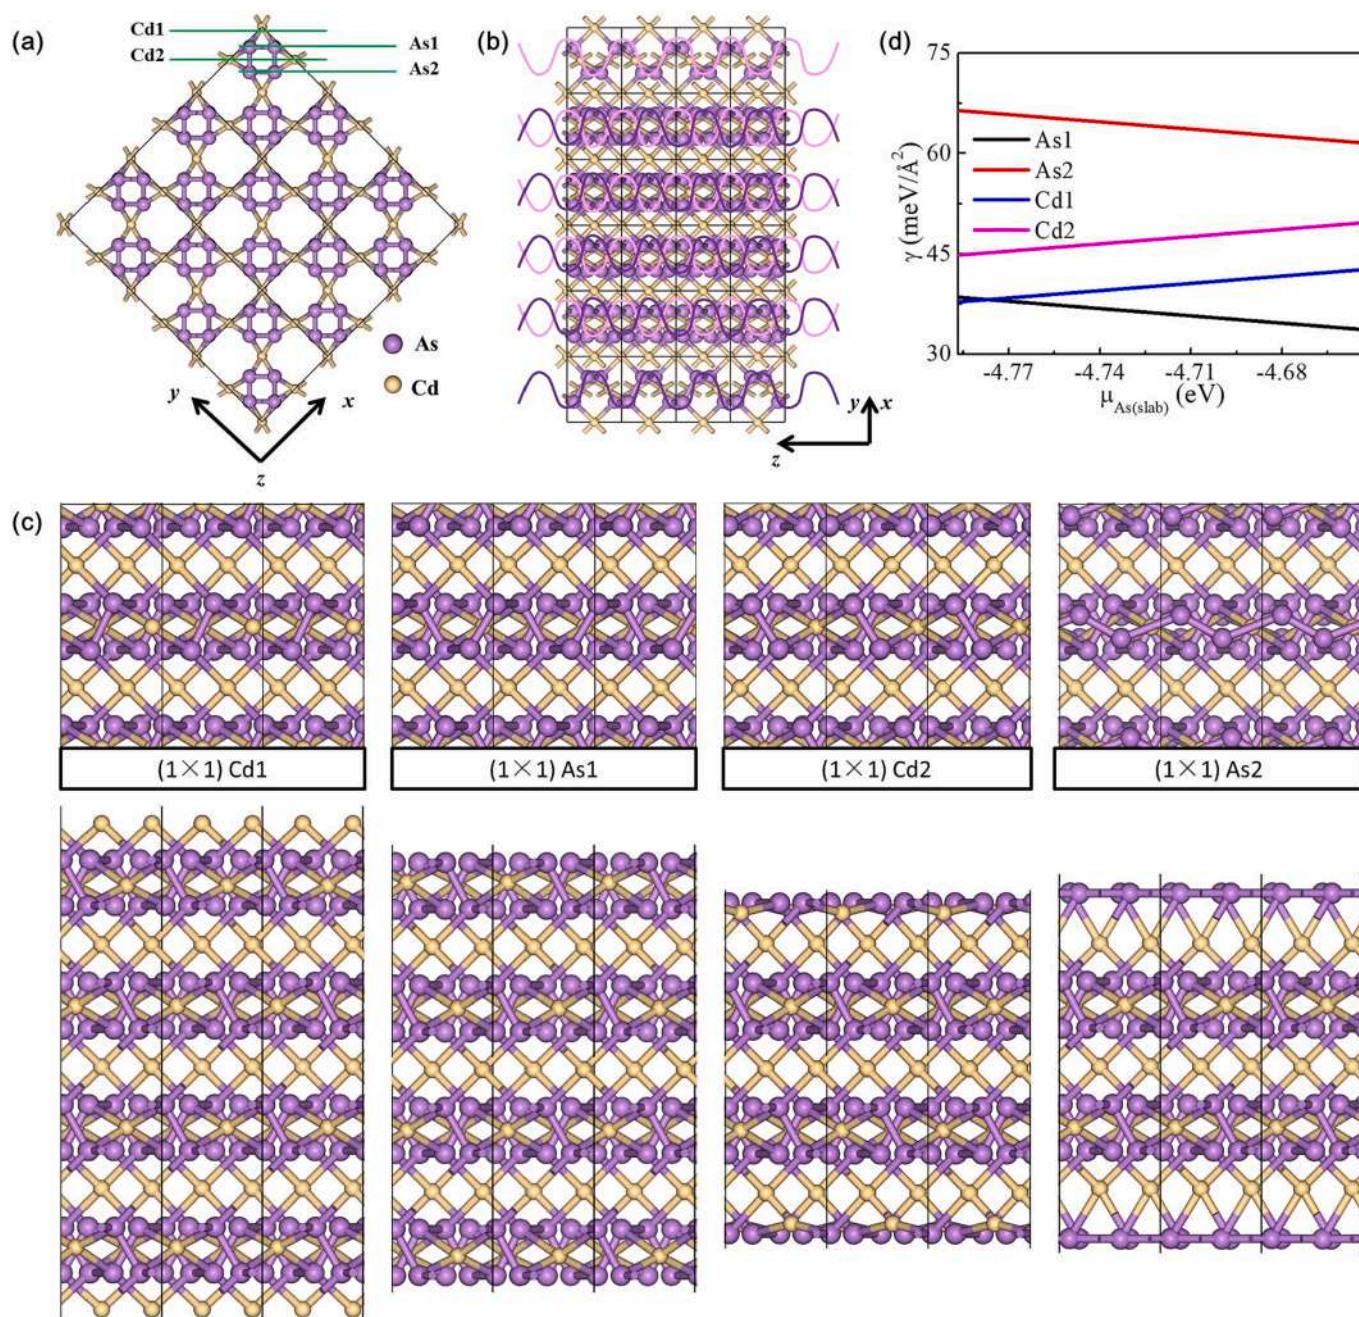 (a)
Cd1
As1
Cd2
As2
As
Cd
y
x
z
(b)
y
x
z
(d)
75
60
45
30
γ (meV/Å²)
As1
As2
Cd1
Cd2
-4.77
-4.74
-4.71
-4.68
μAs(slab) (eV)
(c)
(1×1) Cd1
(1×1) As1
(1×1) Cd2
(1×1) As2